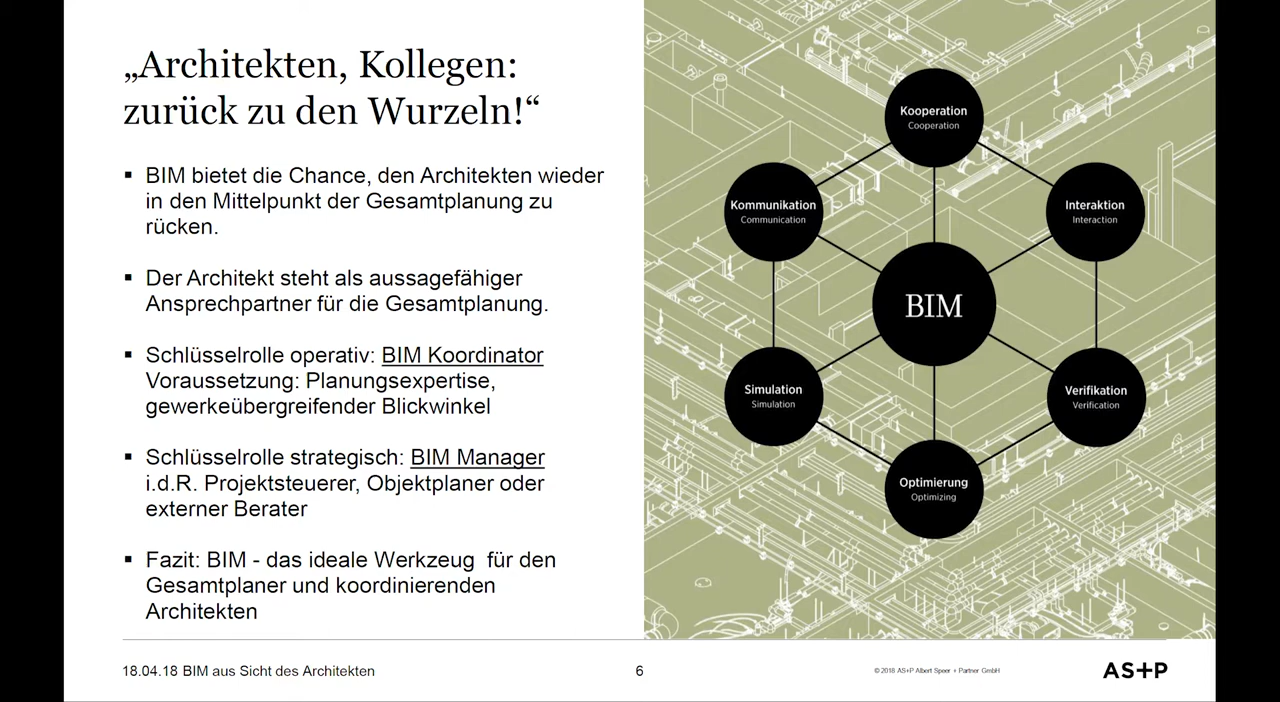 „Architekten, Kollegen:
zurück zu den Wurzeln!“
▪ BIM bietet die Chance, den Architekten wieder
in den Mittelpunkt der Gesamtplanung zu
rücken.
▪ Der Architekt steht als aussagefähiger
Ansprechpartner für die Gesamtplanung.
▪ Schlüsselrolle operativ: BIM Koordinator
Voraussetzung: Planungsexpertise,
gewerkeübergreifender Blickwinkel
▪ Schlüsselrolle strategisch: BIM Manager
i.d.R. Projektsteuerer, Objektplaner oder
externer Berater
▪ Fazit: BIM - das ideale Werkzeug für den
Gesamtplaner und koordinierenden
Architekten
Kooperation
Cooperation
Kommunikation
Communication
Interaktion
Interaction
BIM
Simulation
Simulation
Verifikation
Verification
Optimierung
Optimizing
18.04.18 BIM aus Sicht des Architekten
6
© 2018 AS+P Albert Speer + Partner GmbH
AS+P